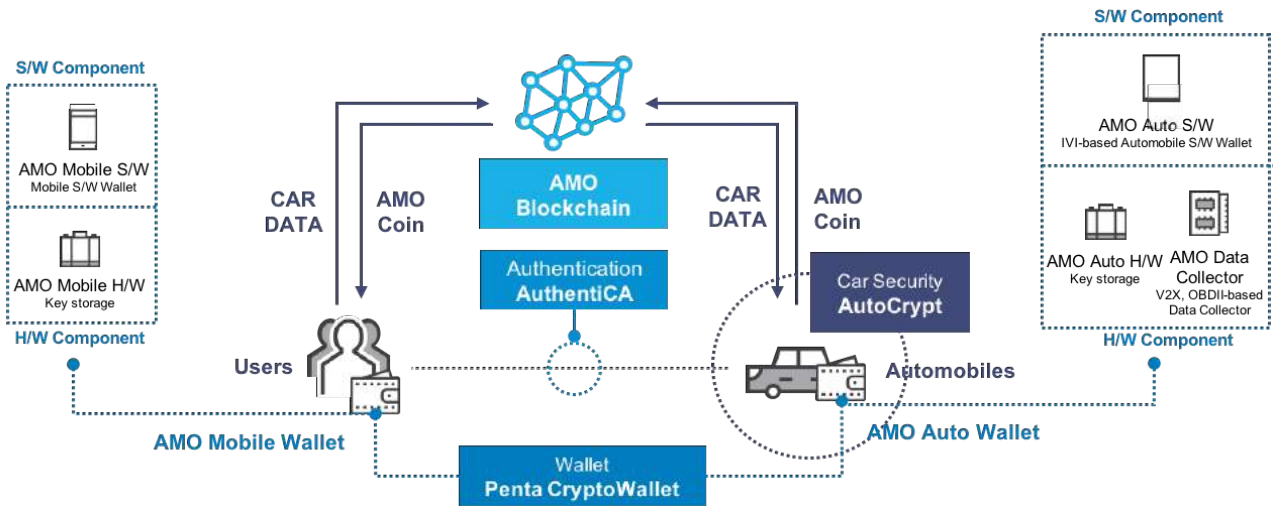 S/W Component
AMO Mobile S/W
Mobile S/W Wallet
AMO Mobile H/W
Key storage
H/W Component
CAR
DATA
AMO
Coin
AMO
Blockchain
Authentication
AuthentiCA
CAR
DATA
AMO
Coin
Car Security
AutoCrypt
Users
Automobiles
AMO Mobile Wallet
AMO Auto Wallet
Wallet
Penta CryptoWallet
S/W Component
AMO Auto S/W
IVI-based Automobile S/W Wallet
AMO Auto H/W
Key storage
AMO Data
Collector
V2X, OBDII-based
Data Collector
H/W Component